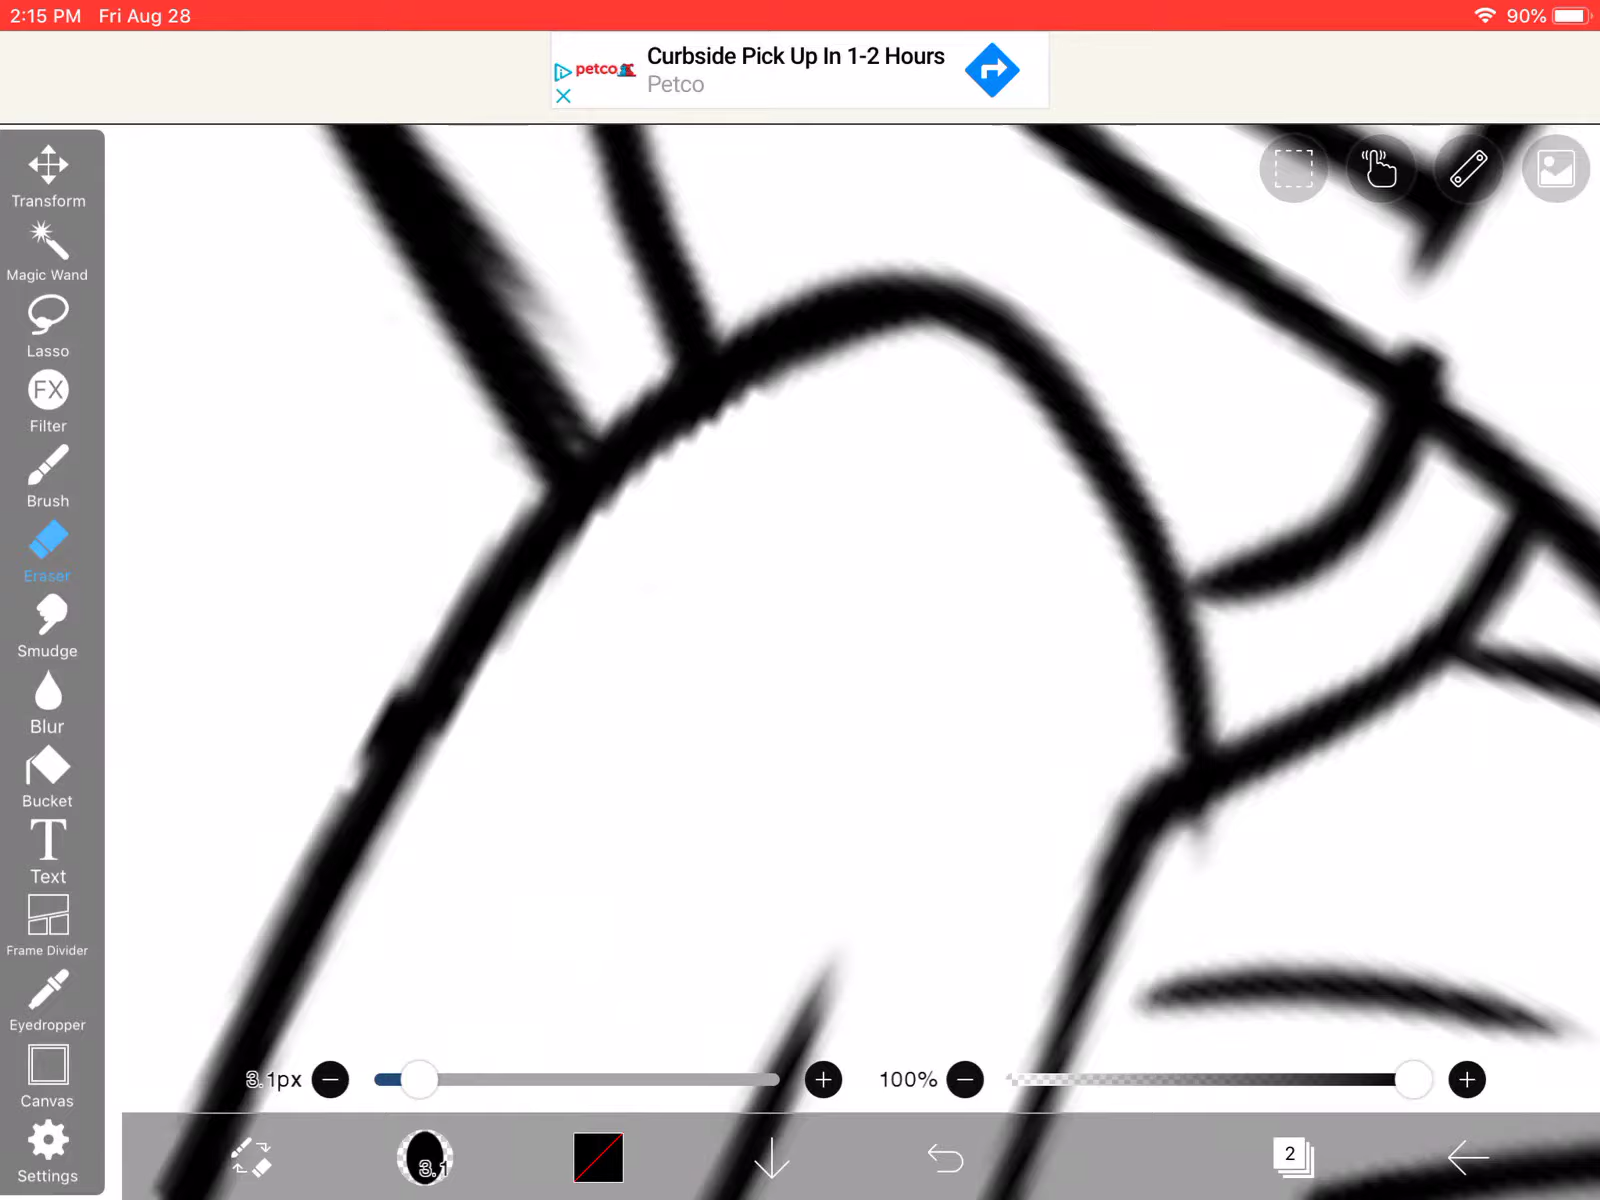 2:15 PM Fri Aug 28
90%
petco
Curbside Pick Up In 1-2 Hours
Petco
Transform
Magic Wand
Lasso
FX
Filter
Brush
Eraser
Smudge
Blur
Bucket
T
Text
Frame Divider
Eyedropper
Canvas
Settings
3.1px
100%
3.1
2